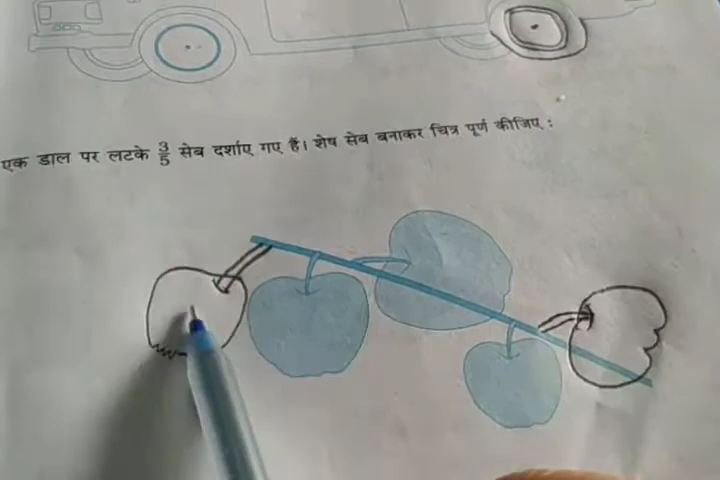 एक डाल पर लटके 3/5 सेब दर्शाए गए हैं। शेष सेब बनाकर चित्र पूर्ण कीजिए :